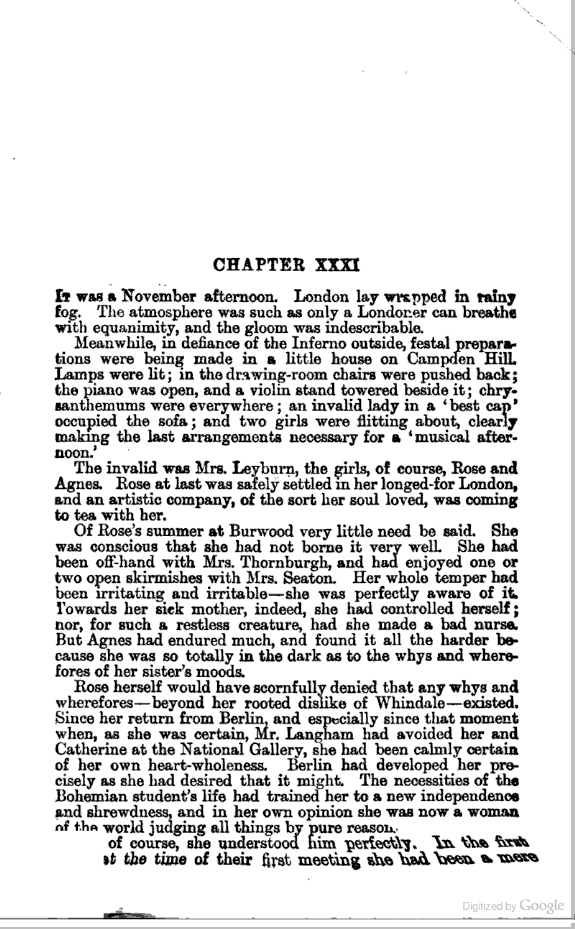 CHAPTER XXXI
It was a November afternoon. London lay wrapped in rainy
fog. The atmosphere was such as only a Londoner can breathe
with equanimity, and the gloom was indescribable.
Meanwhile, in defiance of the Inferno outside, festal prepara-
tions were being made in a little house on Campden Hill.
Lamps were lit; in the drawing-room chairs were pushed back;
the piano was open, and a violin stand towered beside it; chry-
santhemums were everywhere; an invalid lady in a 'best cap'
occupied the sofa; and two girls were flitting about, clearly
making the last arrangements necessary for a 'musical after-
noon.'
The invalid was Mrs. Leyburn, the girls, of course, Rose and
Agnes. Rose at last was safely settled in her longed-for London,
and an artistic company, of the sort her soul loved, was coming
to tea with her.
Of Rose's summer at Burwood very little need be said. She
was conscious that she had not borne it very well. She had
been off-hand with Mrs. Thornburgh, and had enjoyed one or
two open skirmishes with Mrs. Seaton. Her whole temper had
been irritating and irritable—she was perfectly aware of it.
Towards her sick mother, indeed, she had controlled herself;
nor, for such a restless creature, had she made a bad nurse.
But Agnes had endured much, and found it all the harder be-
cause she was so totally in the dark as to the whys and where-
fores of her sister's moods.
Rose herself would have scornfully denied that any whys and
wherefores—beyond her rooted dislike of Whindale—existed.
Since her return from Berlin, and especially since that moment
when, as she was certain, Mr. Langham had avoided her and
Catherine at the National Gallery, she had been calmly certain
of her own heart-wholeness. Berlin had developed her pre-
cisely as she had desired that it might. The necessities of the
Bohemian student's life had trained her to a new independence
and shrewdness, and in her own opinion she was now a woman
of the world judging all things by pure reason.
of course, she understood him perfectly. In the first
at the time of their first meeting she had been a mere
Digitized by Google